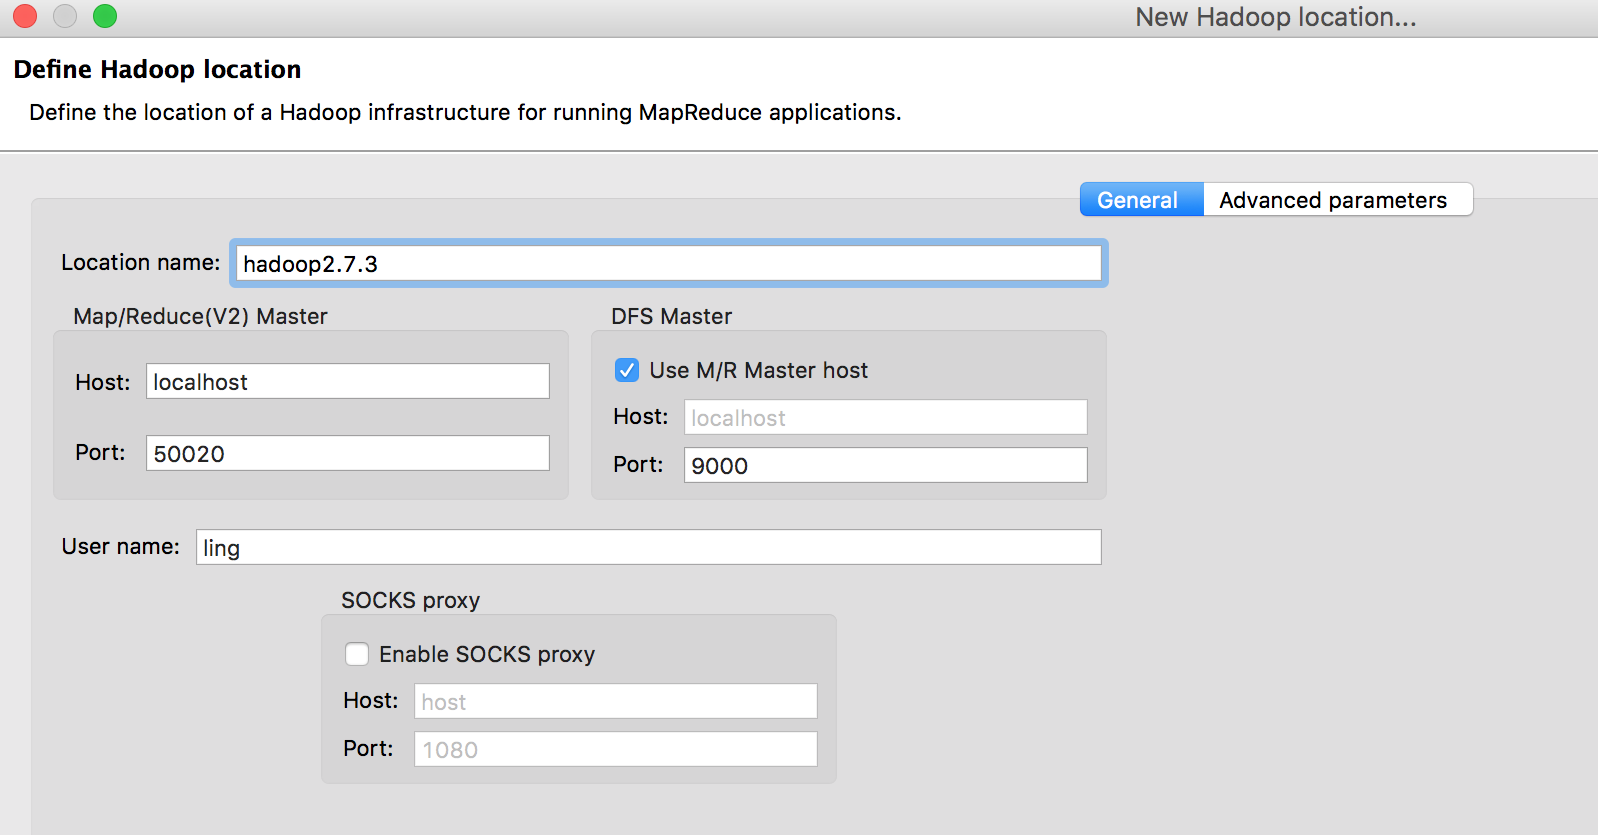 New Hadoop location...
Define Hadoop location
Define the location of a Hadoop infrastructure for running MapReduce applications.
General Advanced parameters
Location name: hadoop2.7.3
Map/Reduce(V2) Master
Host: localhost
Port: 50020
DFS Master
Use M/R Master host
Host: localhost
Port: 9000
User name: ling
SOCKS proxy
Enable SOCKS proxy
Host: host
Port: 1080